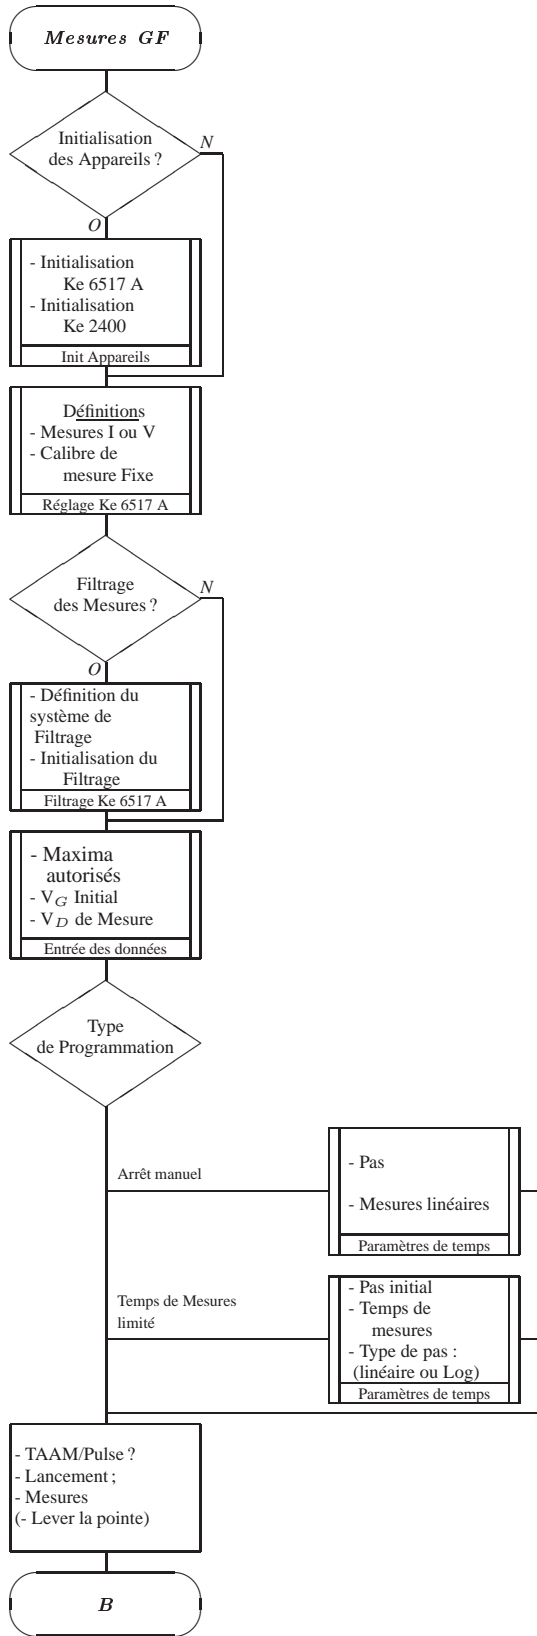 Mesures GF
Initialisation
des Appareils ?
N
O
- Initialisation
Ke 6517 A
- Initialisation
Ke 2400
Init Appareils
Définitions
- Mesures I ou V
- Calibre de
mesure Fixe
Réglage Ke 6517 A
Filtrage
des Mesures ?
N
O
- Définition du
système de
Filtrage
- Initialisation du
Filtrage
Filtrage Ke 6517 A
- Maxima
autorisés
- VG Initial
- VD de Mesure
Entrée des données
Type
de Programmation
Arrêt manuel
- Pas
- Mesures linéaires
Paramètres de temps
Temps de Mesures
limité
- Pas initial
- Temps de
mesures
- Type de pas :
(linéaire ou Log)
Paramètres de temps
- TAAM/Pulse ?
- Lancement ;
- Mesures
(- Lever la pointe)
B